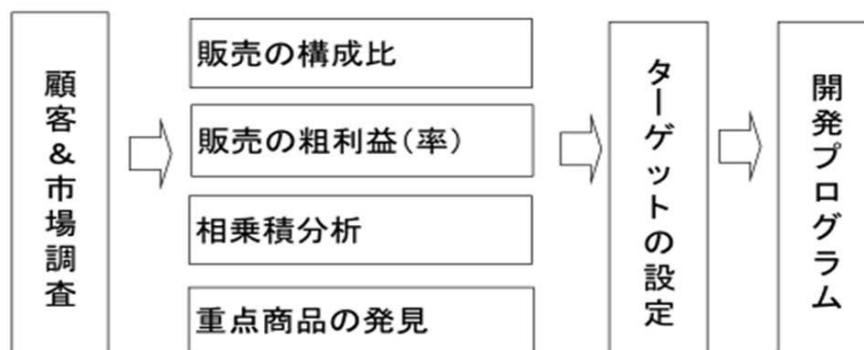 顧客&市場調査
販売の構成比
販売の粗利益(率)
相乗積分析
重点商品の発見
ターゲットの設定
開発プログラム